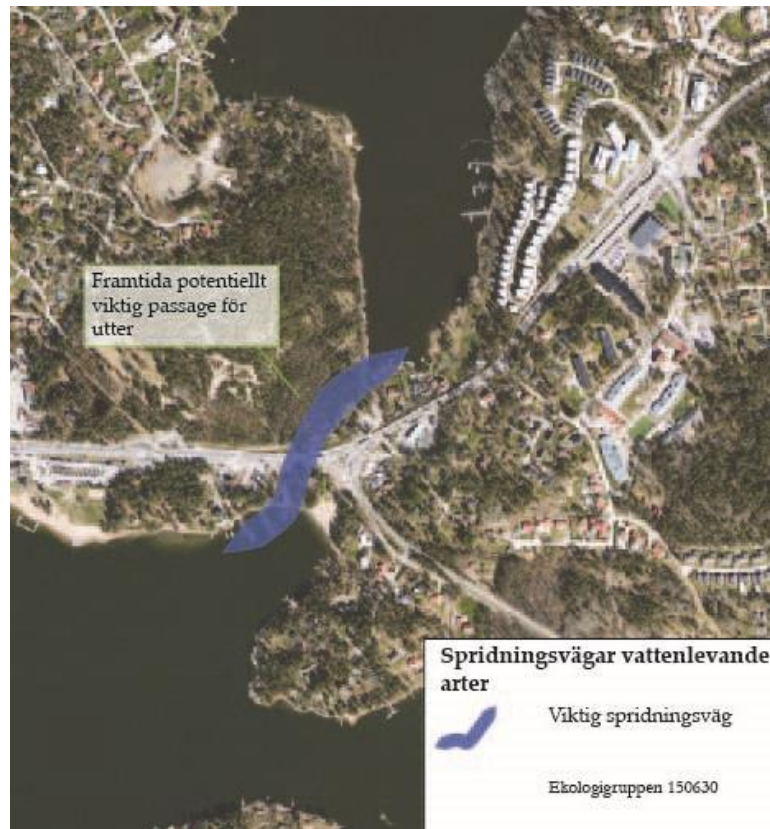 Framtida potentiellt
viktig passage för
utter
Spridningsvägar vattenlevande
arter
Viktig spridningsväg
Ekologigruppen 150630